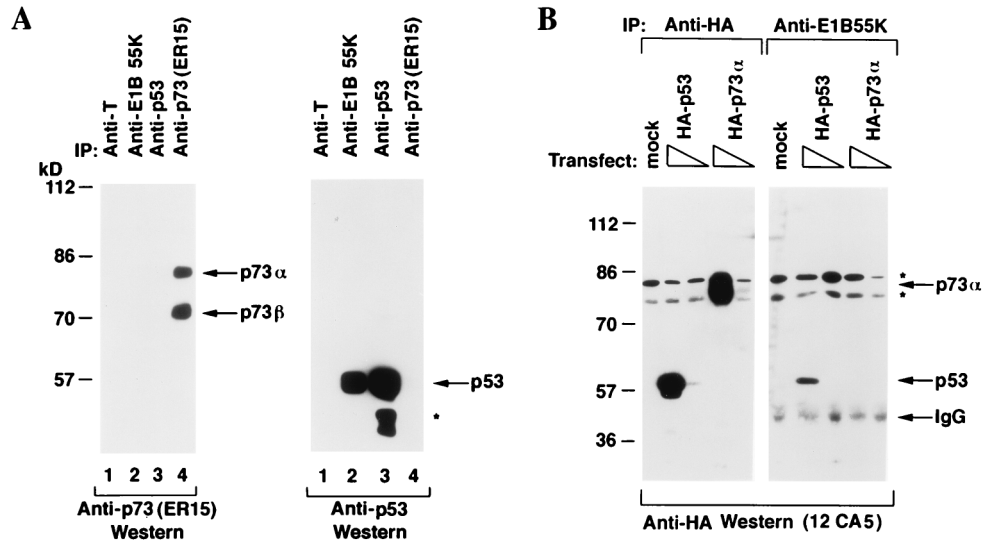 A
IP:
Anti-T
Anti-E1B 55K
Anti-p53
Anti-p73 (ER15)
kD
112
86
70
57
p73α
p73β
1 2 3 4
Anti-p73 (ER15)
Western
Anti-T
Anti-E1B 55K
Anti-p53
Anti-p73 (ER15)
p53
*
1 2 3 4
Anti-p53
Western
B
IP: Anti-HA Anti-E1B55K
Transfect:
mock
HA-p53
HA-p73α
mock
HA-p53
HA-p73α
112
86
70
57
36
*
p73α
*
p53
IgG
Anti-HA Western (12 CA5)